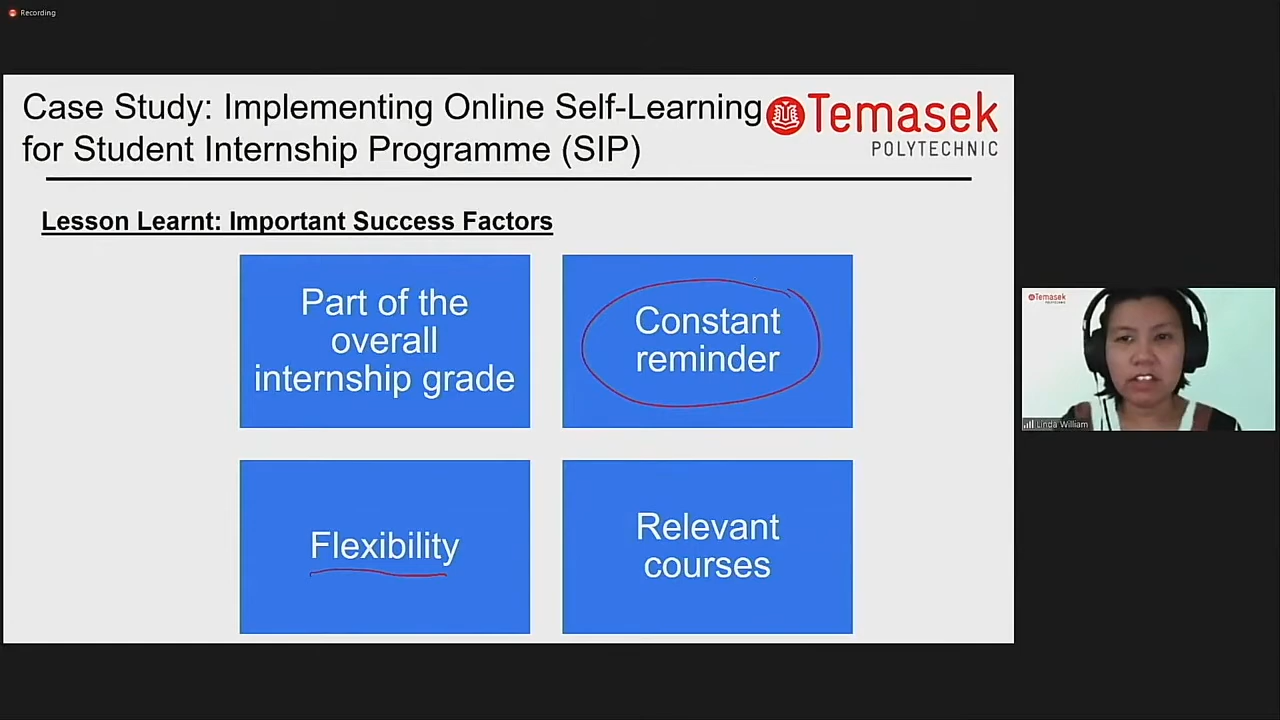 Recording
Case Study: Implementing Online Self-Learning
for Student Internship Programme (SIP)
Temasek
POLYTECHNIC
Lesson Learnt: Important Success Factors
Part of the
overall
internship grade
Constant
reminder
Flexibility
Relevant
courses
Temasek
POLYTECHNIC
Linda William